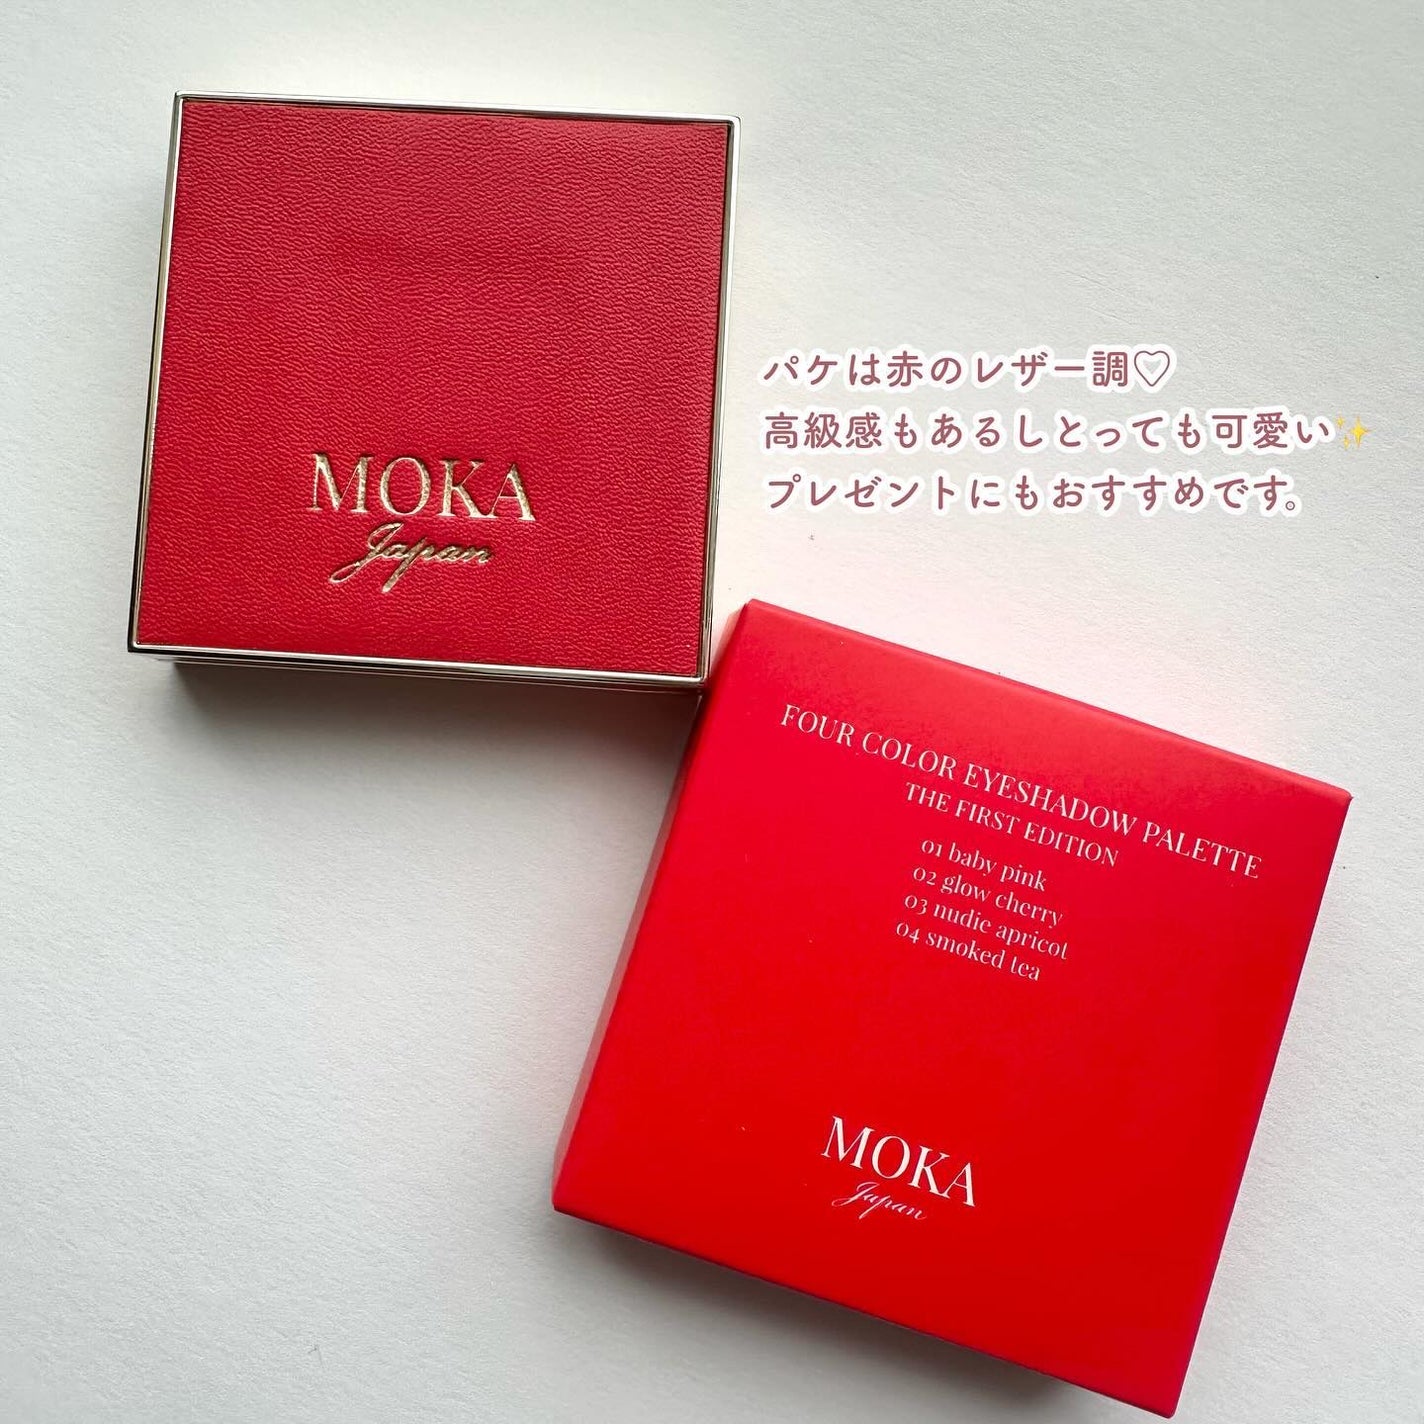 MOKA
Japan
パケは赤のレザー調♡
高級感もあるしとっても可愛い✨
プレゼントにもおすすめです。
FOUR COLOR EYESHADOW PALETTE
THE FIRST EDITION
01 baby pink
02 glow cherry
03 nudie apricot
04 smoked tea
MOKA
Japan